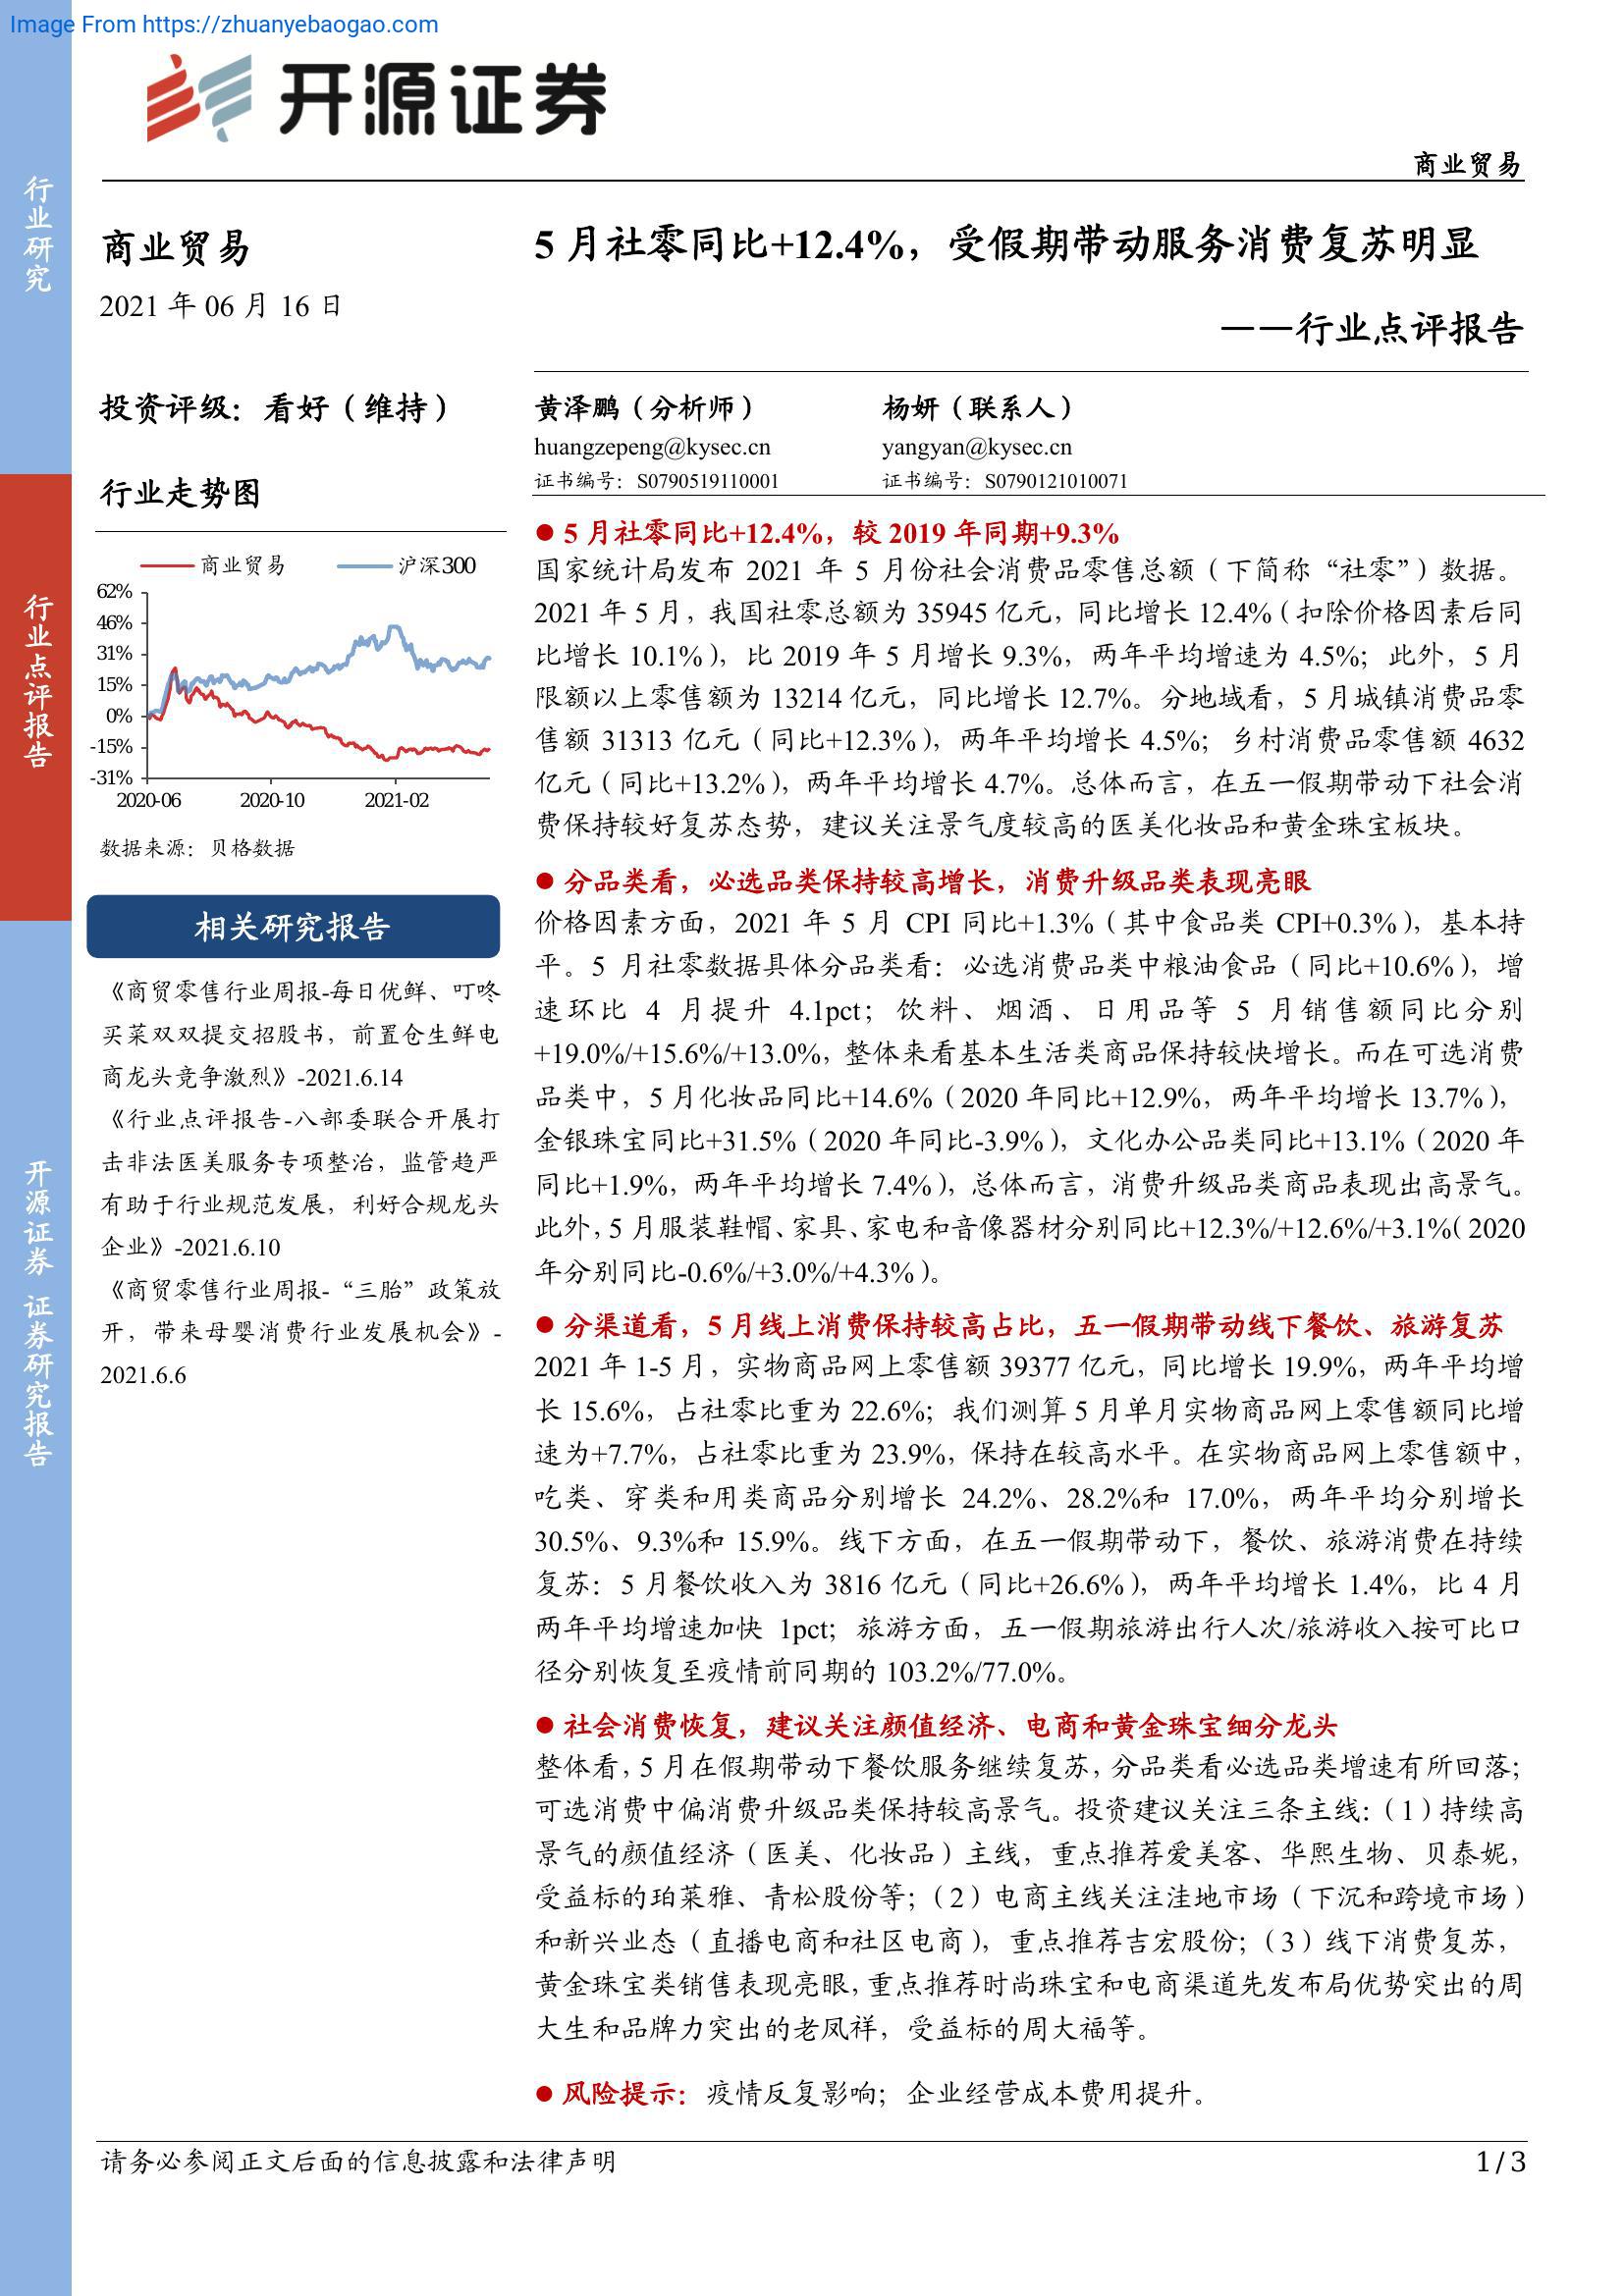 Image From https://zhuanyebaogao.com
开源证券
商业贸易
行业研究
行业点评报告
开源证券 证券研究报告
商业贸易
2021 年 06 月 16 日
投资评级：看好（维持）
行业走势图
商业贸易 沪深300
62%
46%
31%
15%
0%
-15%
-31%
2020-06 2020-10 2021-02
数据来源：贝格数据
相关研究报告
《商贸零售行业周报-每日优鲜、叮咚
买菜双双提交招股书，前置仓生鲜电
商龙头竞争激烈》-2021.6.14
《行业点评报告-八部委联合开展打
击非法医美服务专项整治，监管趋严
有助于行业规范发展，利好合规龙头
企业》-2021.6.10
《商贸零售行业周报-“三胎”政策放
开，带来母婴消费行业发展机会》-
2021.6.6
5 月社零同比+12.4%，受假期带动服务消费复苏明显
——行业点评报告
黄泽鹏（分析师） 杨妍（联系人）
huangzepeng@kysec.cn yangyan@kysec.cn
证书编号：S0790519110001 证书编号：S0790121010071
● 5 月社零同比+12.4%，较 2019 年同期+9.3%
国家统计局发布 2021 年 5 月份社会消费品零售总额（下简称“社零”）数据。
2021 年 5 月，我国社零总额为 35945 亿元，同比增长 12.4%（扣除价格因素后同
比增长 10.1%），比 2019 年 5 月增长 9.3%，两年平均增速为 4.5%；此外，5 月
限额以上零售额为 13214 亿元，同比增长 12.7%。分地域看，5 月城镇消费品零
售额 31313 亿元（同比+12.3%），两年平均增长 4.5%；乡村消费品零售额 4632
亿元（同比+13.2%），两年平均增长 4.7%。总体而言，在五一假期带动下社会消
费保持较好复苏态势，建议关注景气度较高的医美化妆品和黄金珠宝板块。
● 分品类看，必选品类保持较高增长，消费升级品类表现亮眼
价格因素方面，2021 年 5 月 CPI 同比+1.3%（其中食品类 CPI+0.3%），基本持
平。5 月社零数据具体分品类看：必选消费品类中粮油食品（同比+10.6%），增
速环比 4 月提升 4.1pct；饮料、烟酒、日用品等 5 月销售额同比分别
+19.0%/+15.6%/+13.0%，整体来看基本生活类商品保持较快增长。而在可选消费
品类中，5 月化妆品同比+14.6%（2020 年同比+12.9%，两年平均增长 13.7%），
金银珠宝同比+31.5%（2020 年同比-3.9%），文化办公品类同比+13.1%（2020 年
同比+1.9%，两年平均增长 7.4%），总体而言，消费升级品类商品表现出高景气。
此外，5 月服装鞋帽、家具、家电和音像器材分别同比+12.3%/+12.6%/+3.1%（2020
年分别同比-0.6%/+3.0%/+4.3%）。
● 分渠道看，5 月线上消费保持较高占比，五一假期带动线下餐饮、旅游复苏
2021 年 1-5 月，实物商品网上零售额 39377 亿元，同比增长 19.9%，两年平均增
长 15.6%，占社零比重为 22.6%；我们测算 5 月单月实物商品网上零售额同比增
速为+7.7%，占社零比重为 23.9%，保持在较高水平。在实物商品网上零售额中，
吃类、穿类和用类商品分别增长 24.2%、28.2%和 17.0%，两年平均分别增长
30.5%、9.3%和 15.9%。线下方面，在五一假期带动下，餐饮、旅游消费在持续
复苏：5 月餐饮收入为 3816 亿元（同比+26.6%），两年平均增长 1.4%，比 4 月
两年平均增速加快 1pct；旅游方面，五一假期旅游出行人次/旅游收入按可比口
径分别恢复至疫情前同期的 103.2%/77.0%。
● 社会消费恢复，建议关注颜值经济、电商和黄金珠宝细分龙头
整体看，5 月在假期带动下餐饮服务继续复苏，分品类看必选品类增速有所回落；
可选消费中偏消费升级品类保持较高景气。投资建议关注三条主线：（1）持续高
景气的颜值经济（医美、化妆品）主线，重点推荐爱美客、华熙生物、贝泰妮，
受益标的珀莱雅、青松股份等；（2）电商主线关注洼地市场（下沉和跨境市场）
和新兴业态（直播电商和社区电商），重点推荐吉宏股份；（3）线下消费复苏，
黄金珠宝类销售表现亮眼，重点推荐时尚珠宝和电商渠道先发布局优势突出的周
大生和品牌力突出的老凤祥，受益标的周大福等。
● 风险提示：疫情反复影响；企业经营成本费用提升。
请务必参阅正文后面的信息披露和法律声明
1/3